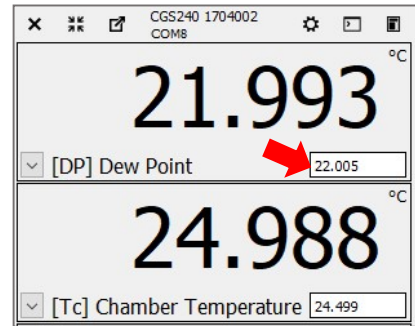 CGS240 1704002
COM8
°C
21.993
[DP] Dew Point 22.005
°C
24.988
[Tc] Chamber Temperature 24.499